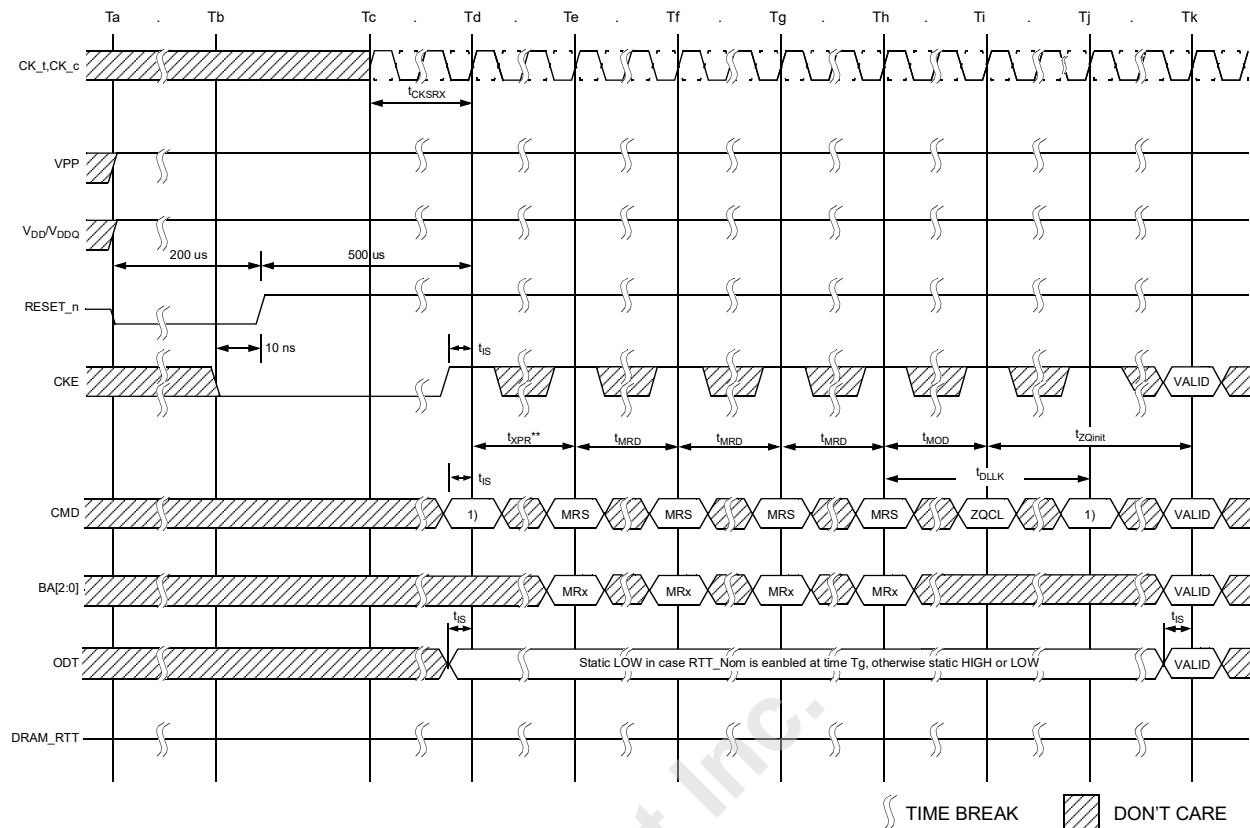 Ta . Tb . Tc . Td . Te . Tf . Tg . Th . Ti . Tj . Tk
CK_t,CK_c
tCKSRX
VPP
VDD/VDDQ
200 us 500 us
RESET_n
10 ns tIS
CKE VALID
tXPR** tMRD tMRD tMRD tMOD tZQinit
tIS tDLLK
CMD 1) MRS MRS MRS MRS ZQCL 1) VALID
BA[2:0] MRx MRx MRx MRx VALID
tIS tIS
ODT Static LOW in case RTT_Nom is eanbled at time Tg, otherwise static HIGH or LOW VALID
DRAM_RTT
Inc.
TIME BREAK DON'T CARE